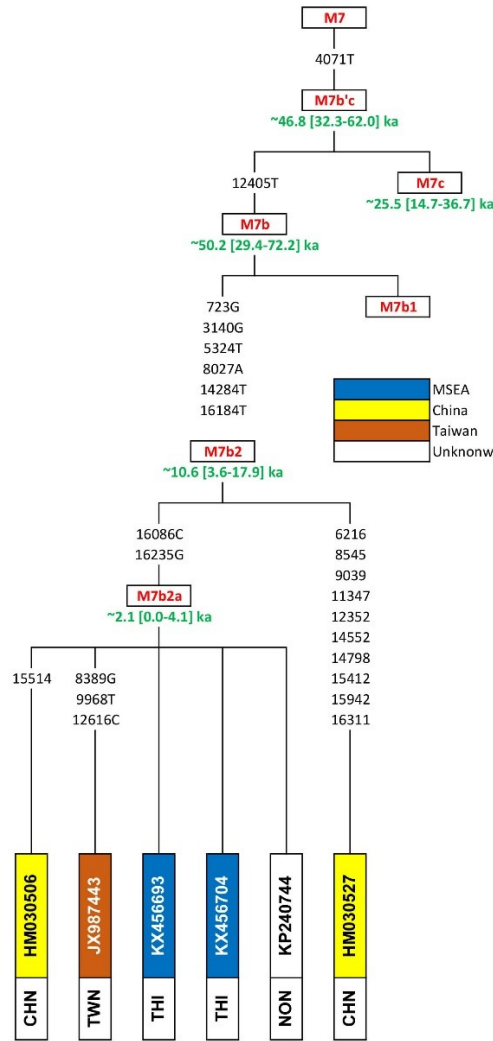 M7
4071T
M7b'c
~46.8 [32.3-62.0] ka
12405T
M7c
~25.5 [14.7-36.7] ka
M7b
~50.2 [29.4-72.2] ka
M7b1
723G
3140G
5324T
8027A
14284T
16184T
MSEA
China
Taiwan
Unknonw
M7b2
~10.6 [3.6-17.9] ka
16086C
16235G
M7b2a
~2.1 [0.0-4.1] ka
6216
8545
9039
11347
12352
14552
14798
15412
15942
16311
15514
8389G
9968T
12616C
HM030506
JX987443
KX456693
KX456704
KP240744
HM030527
CHN
TWN
THI
THI
NON
CHN